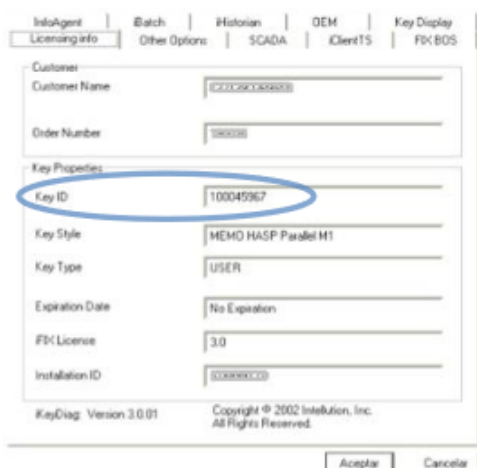 InfoAgent iBatch iHistorian OEM Key Display
Licensing info Other Options SCADA iClientTS FIX BOS
Customer
Customer Name
Order Number
Key Properties
Key ID 100045967
Key Style MEMO HASP Parallel M1
Key Type USER
Expiration Date No Expiration
iFIX License 3.0
Installation ID
iKeyDiag: Version 3.0.01 Copyright © 2002 Intellution, Inc.
All Rights Reserved.
Aceptar Cancelar